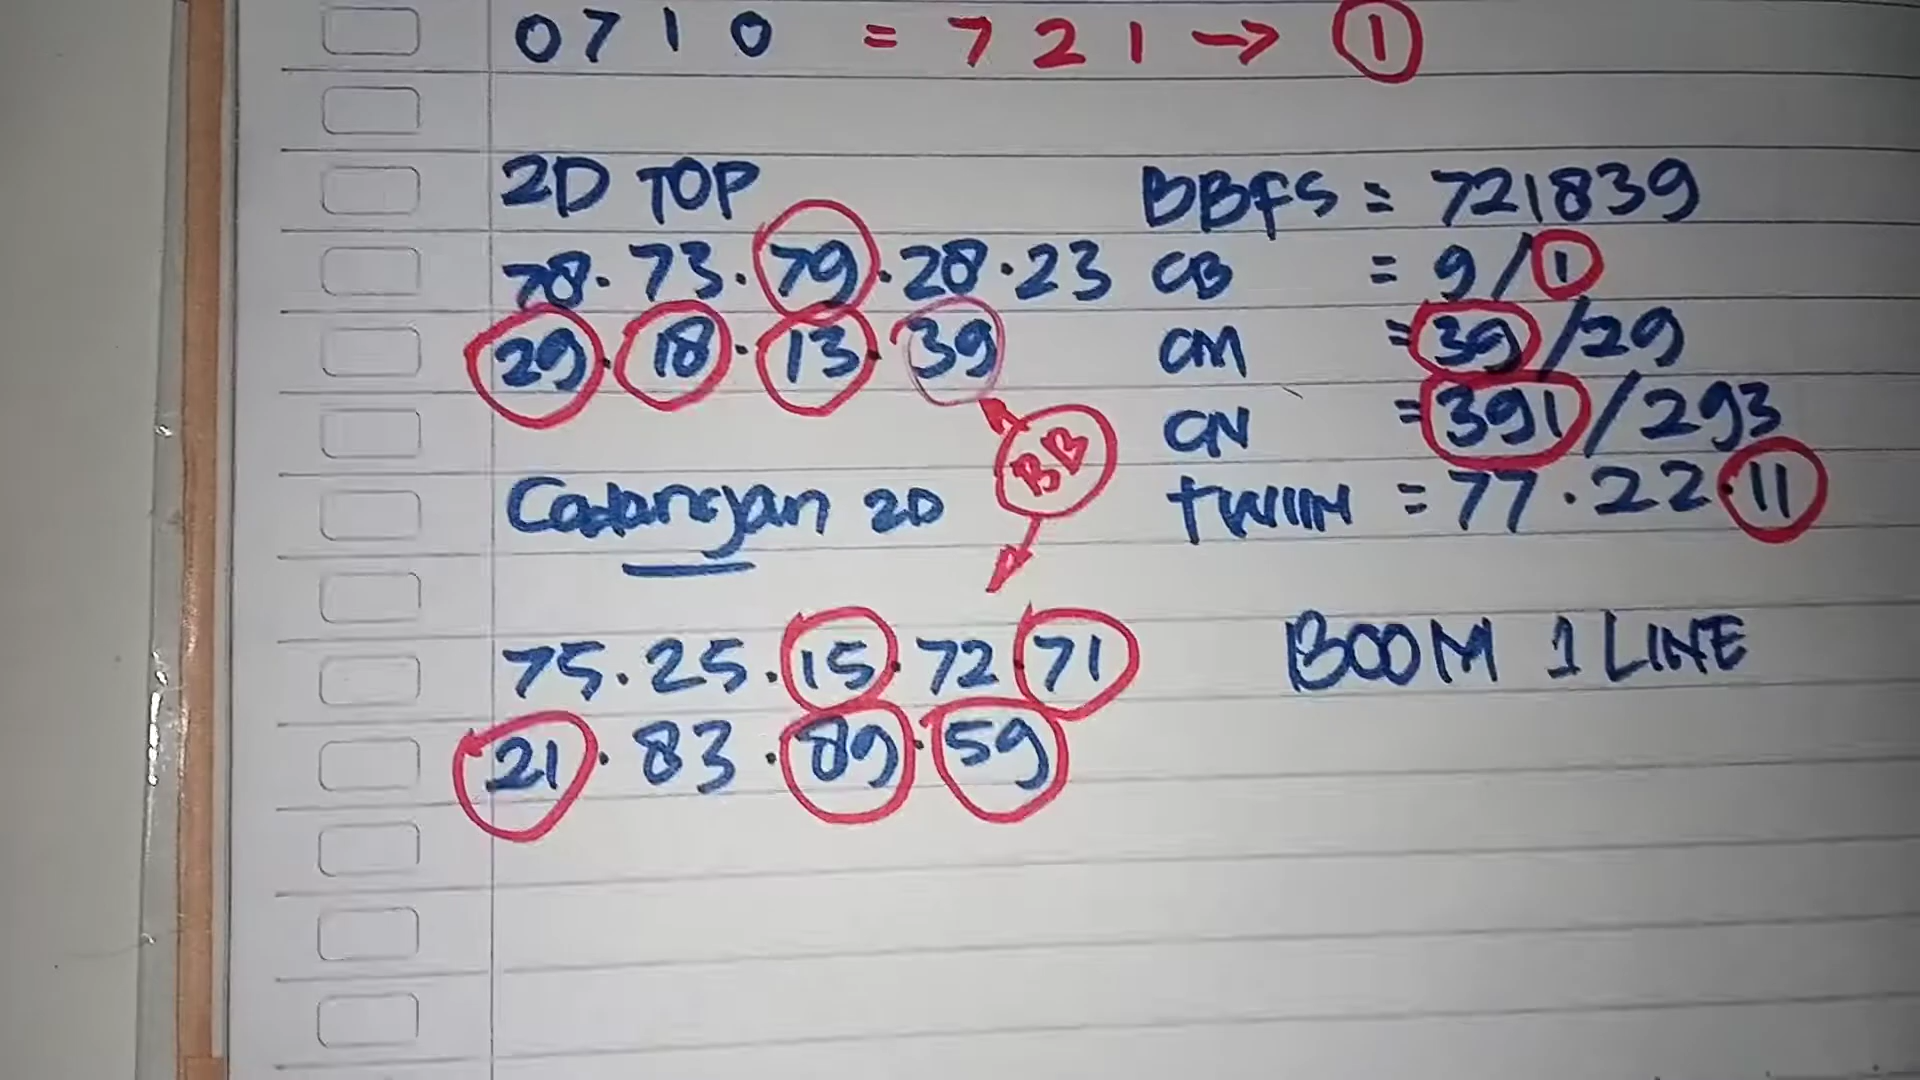 0710 = 721 → 1
2D TOP
78.73.79.28.23
29.18.13.39
BB
Cadangan 2D
75.25.15.72.71
21.83.89.59
BBFS = 721839
CB = 9/1
CM = 39/29
CN = 391/293
TWIIN = 77.22.11
BOOM 1 LINE